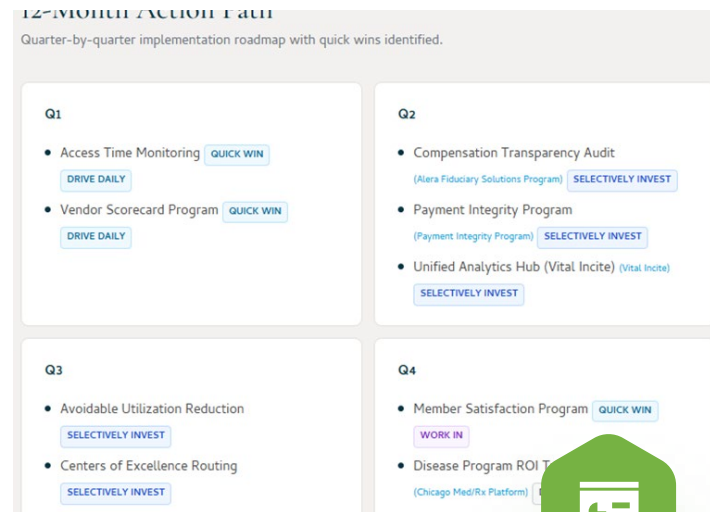 12-Month Action Path
Quarter-by-quarter implementation roadmap with quick wins identified.
Q1
Access Time Monitoring QUICK WIN
DRIVE DAILY
Vendor Scorecard Program QUICK WIN
DRIVE DAILY
Q2
Compensation Transparency Audit
(Alera Fiduciary Solutions Program) SELECTIVELY INVEST
Payment Integrity Program
(Payment Integrity Program) SELECTIVELY INVEST
Unified Analytics Hub (Vital Incite) (Vital Incite)
SELECTIVELY INVEST
Q3
Avoidable Utilization Reduction
SELECTIVELY INVEST
Centers of Excellence Routing
SELECTIVELY INVEST
Q4
Member Satisfaction Program QUICK WIN
WORK IN
Disease Program ROI
(Chicago Med/Rx Platform)